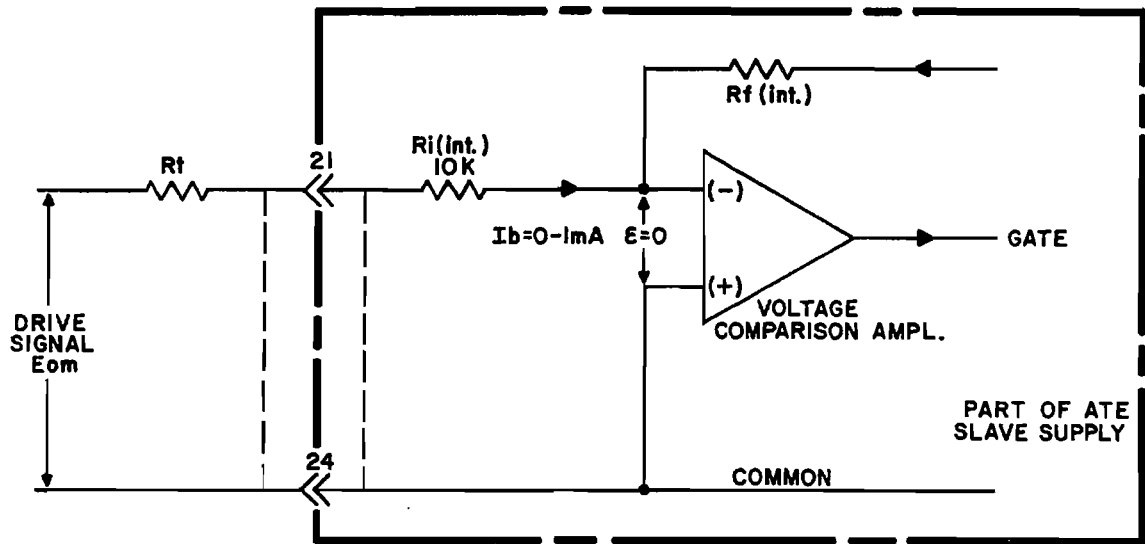 Rf (int.)
Rt
21
Ri(int.)
10K
(-)
Ib=0-1mA
Ɛ=0
GATE
(+)
VOLTAGE
COMPARISON AMPL.
DRIVE
SIGNAL
Eom
PART OF ATE
SLAVE SUPPLY
24
COMMON